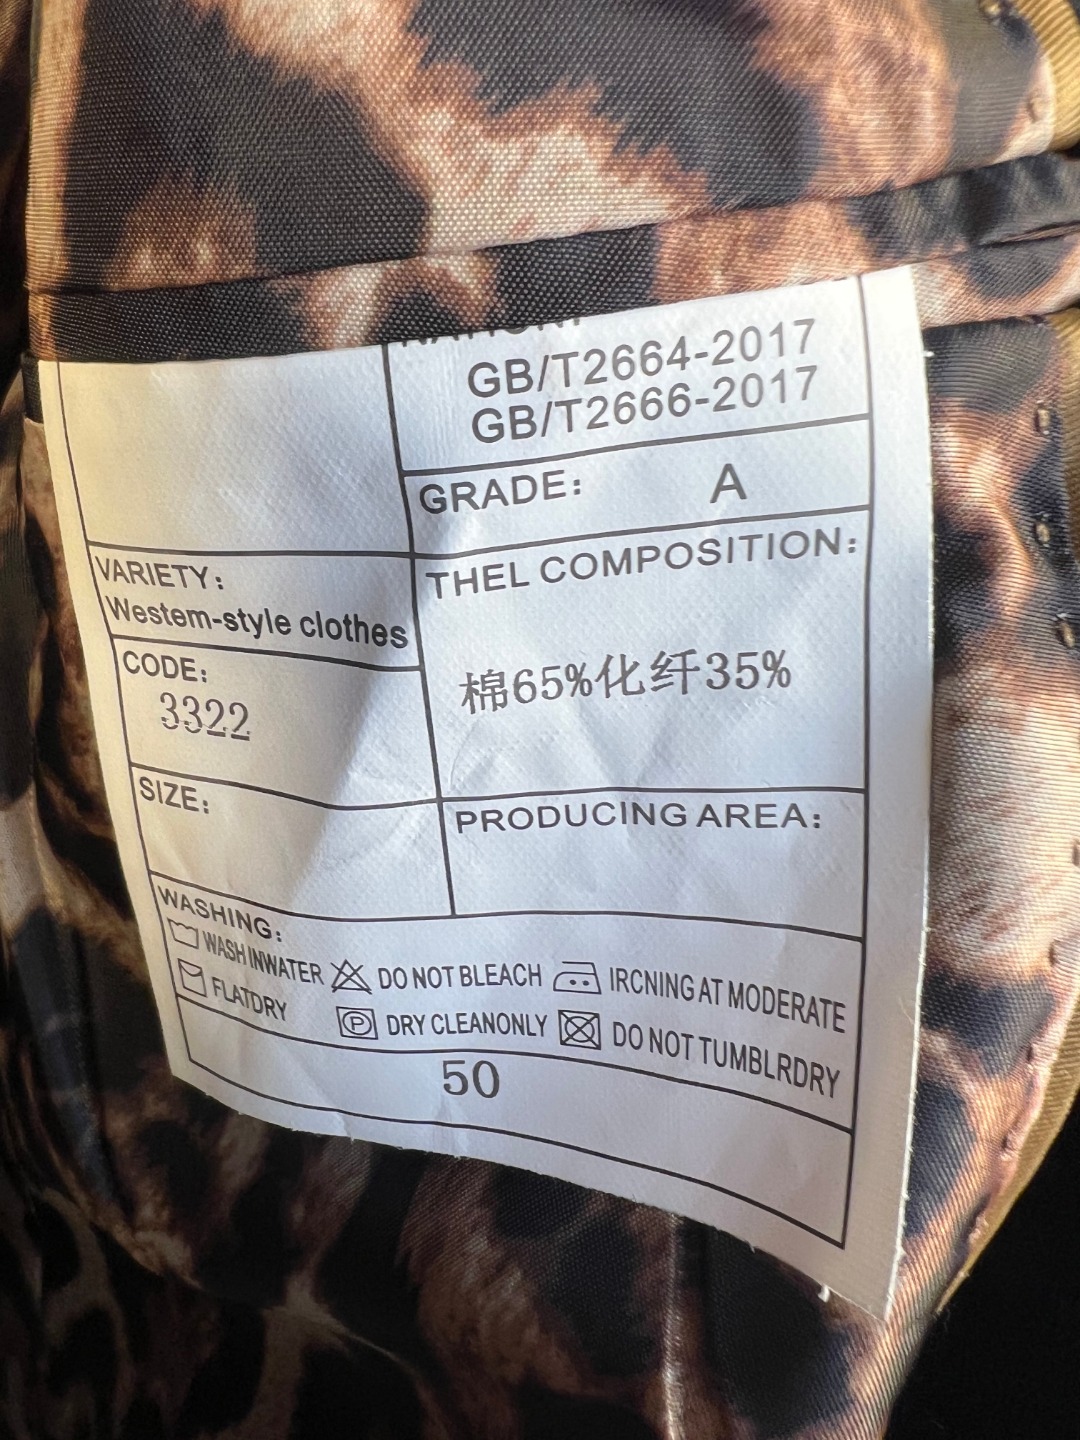 GB/T2664-2017
GB/T2666-2017
GRADE: A
VARIETY:
Westem-style clothes
THEL COMPOSITION:
棉65%化纤35%
CODE:
3322
SIZE:
PRODUCING AREA:
WASHING:
WASHINWATER DO NOT BLEACH IRCNING AT MODERATE
FLATDRY P DRY CLEANONLY DO NOT TUMBLRDRY
50